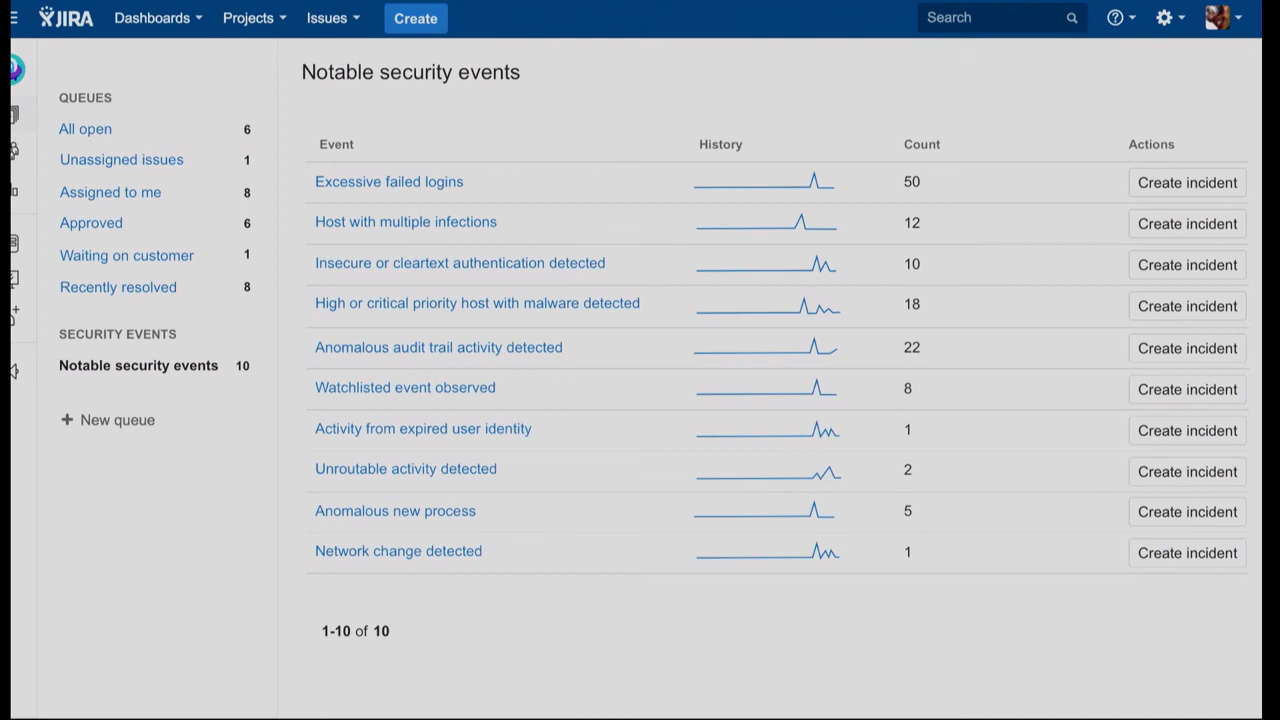 JIRA Dashboards Projects Issues Create Search
Notable security events
QUEUES
All open 6
Unassigned issues 1
Assigned to me 8
Approved 6
Waiting on customer 1
Recently resolved 8
SECURITY EVENTS
Notable security events 10
+ New queue
Event History Count Actions
Excessive failed logins 50 Create incident
Host with multiple infections 12 Create incident
Insecure or cleartext authentication detected 10 Create incident
High or critical priority host with malware detected 18 Create incident
Anomalous audit trail activity detected 22 Create incident
Watchlisted event observed 8 Create incident
Activity from expired user identity 1 Create incident
Unroutable activity detected 2 Create incident
Anomalous new process 5 Create incident
Network change detected 1 Create incident
1-10 of 10